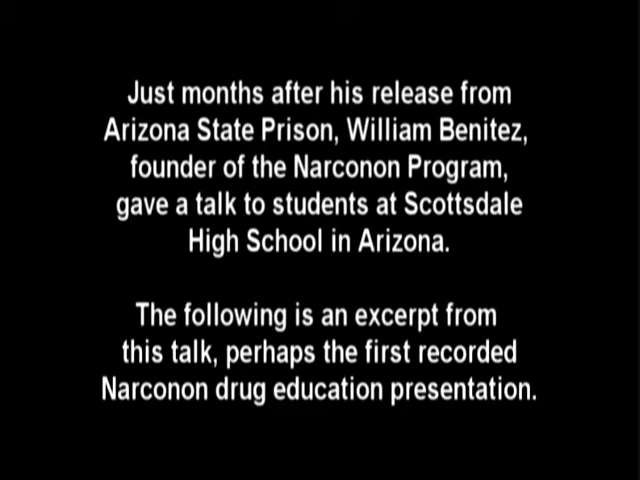 Just months after his release from
Arizona State Prison, William Benitez,
founder of the Narconon Program,
gave a talk to students at Scottsdale
High School in Arizona.
The following is an excerpt from
this talk, perhaps the first recorded
Narconon drug education presentation.